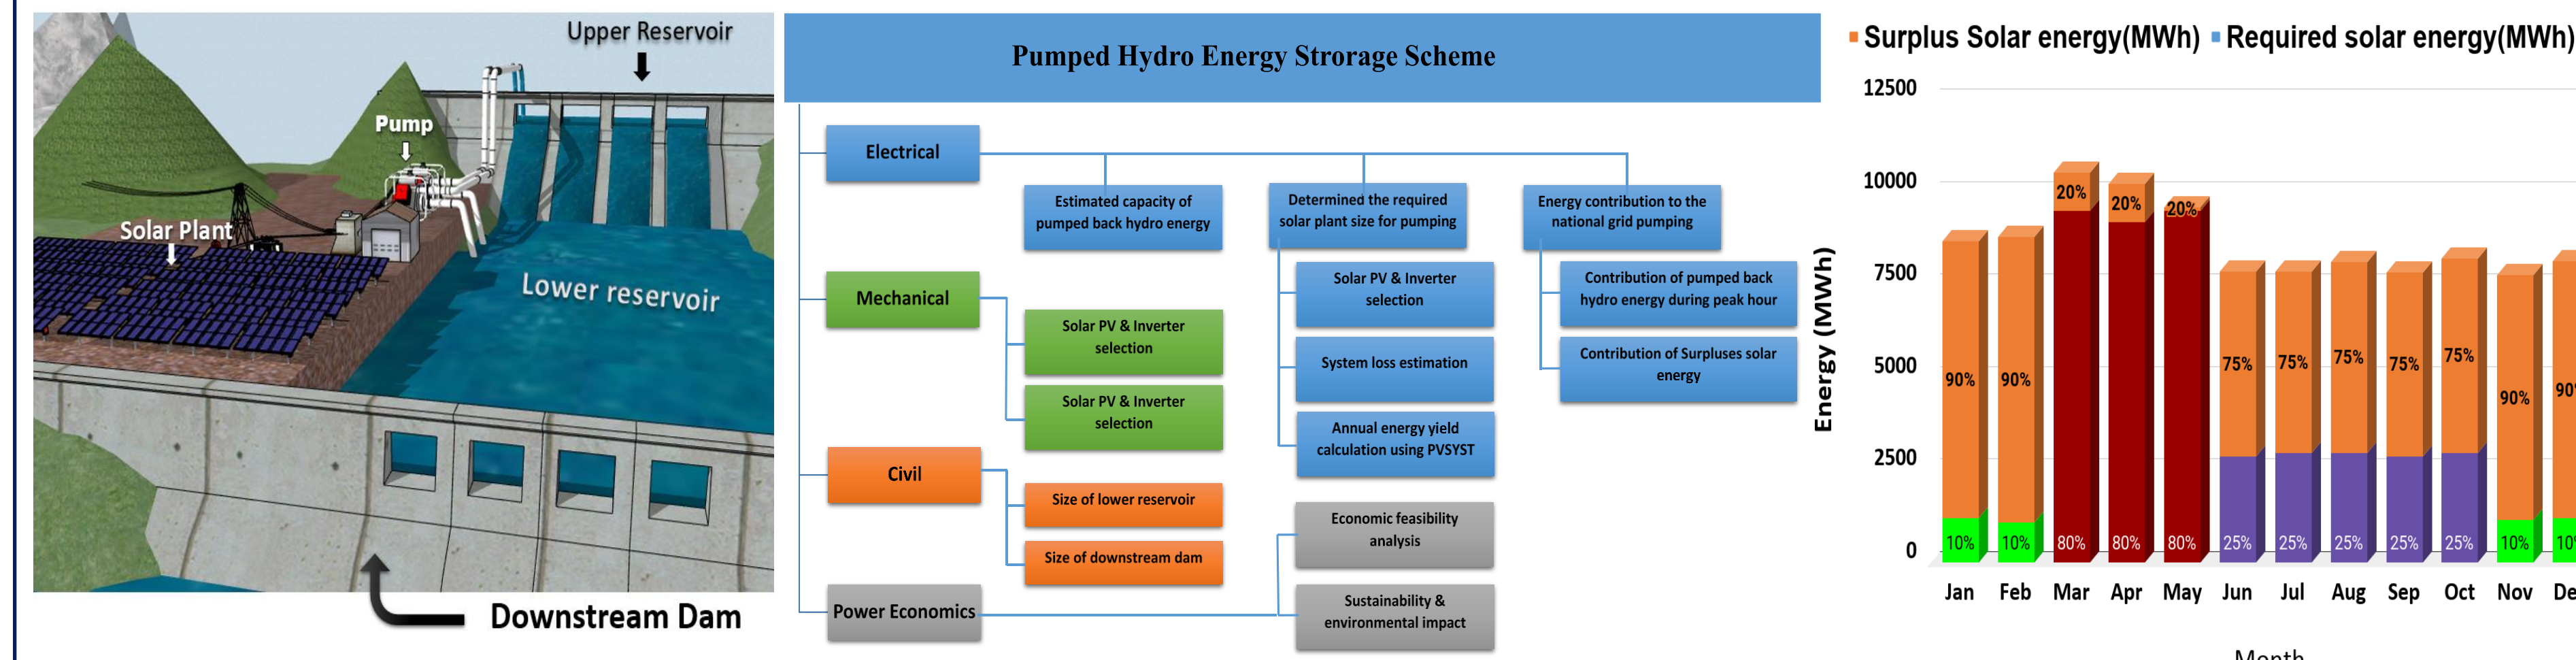 Upper Reservoir
Pump
Solar Plant
Lower reservoir
Downstream Dam
Pumped Hydro Energy Strorage Scheme
Electrical
Estimated capacity of
pumped back hydro energy
Determined the required
solar plant size for pumping
Energy contribution to the
national grid pumping
Solar PV & Inverter
selection
System loss estimation
Annual energy yield
calculation using PVSYST
Contribution of pumped back
hydro energy during peak hour
Contribution of Surpluses solar
energy
Mechanical
Solar PV & Inverter
selection
Solar PV & Inverter
selection
Civil
Size of lower reservoir
Size of downstream dam
Power Economics
Economic feasibility
analysis
Sustainability &
environmental impact
Surplus Solar energy(MWh) Required solar energy(MWh)
Energy (MWh)
12500
10000
7500
5000
2500
0
20% 20% 20%
90% 90% 75% 75% 75% 75% 75% 90% 90
10% 10% 80% 80% 80% 25% 25% 25% 25% 25% 10% 10
Jan Feb Mar Apr May Jun Jul Aug Sep Oct Nov De
Month